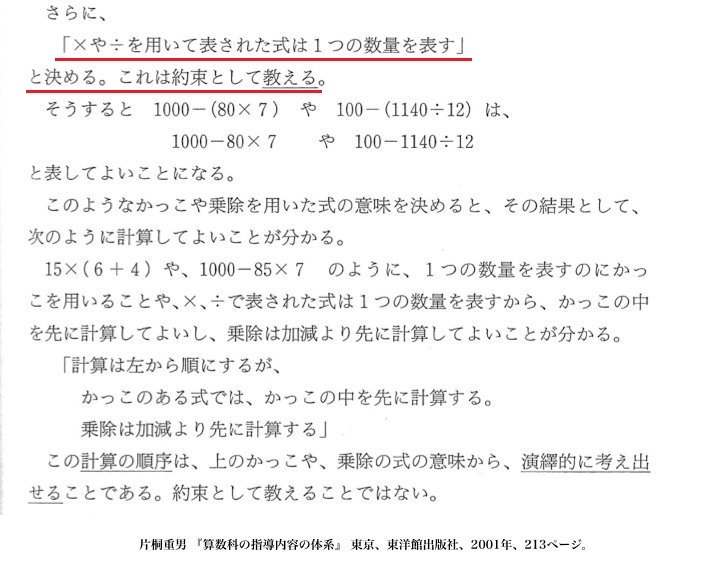 さらに、
「×や÷を用いて表された式は1つの数量を表す」
と決める。これは約束として教える。
そうすると 1000－(80×7) や 100－(1140÷12) は、
1000－80×7 や 100－1140÷12
と表してよいことになる。
このようなかっこや乗除を用いた式の意味を決めると、その結果として、
次のように計算してよいことが分かる。
15×(6＋4) や、1000－85×7 のように、1つの数量を表すのにかっ
こを用いることや、×、÷で表された式は1つの数量を表すから、かっこの中
を先に計算してよいし、乗除は加減より先に計算してよいことが分かる。
「計算は左から順にするが、
かっこのある式では、かっこの中を先に計算する。
乗除は加減より先に計算する」
この計算の順序は、上のかっこや、乗除の式の意味から、演繹的に考え出
せることである。約束として教えることではない。
片桐重男 『算数科の指導内容の体系』 東京、東洋館出版社、2001年、213ページ。